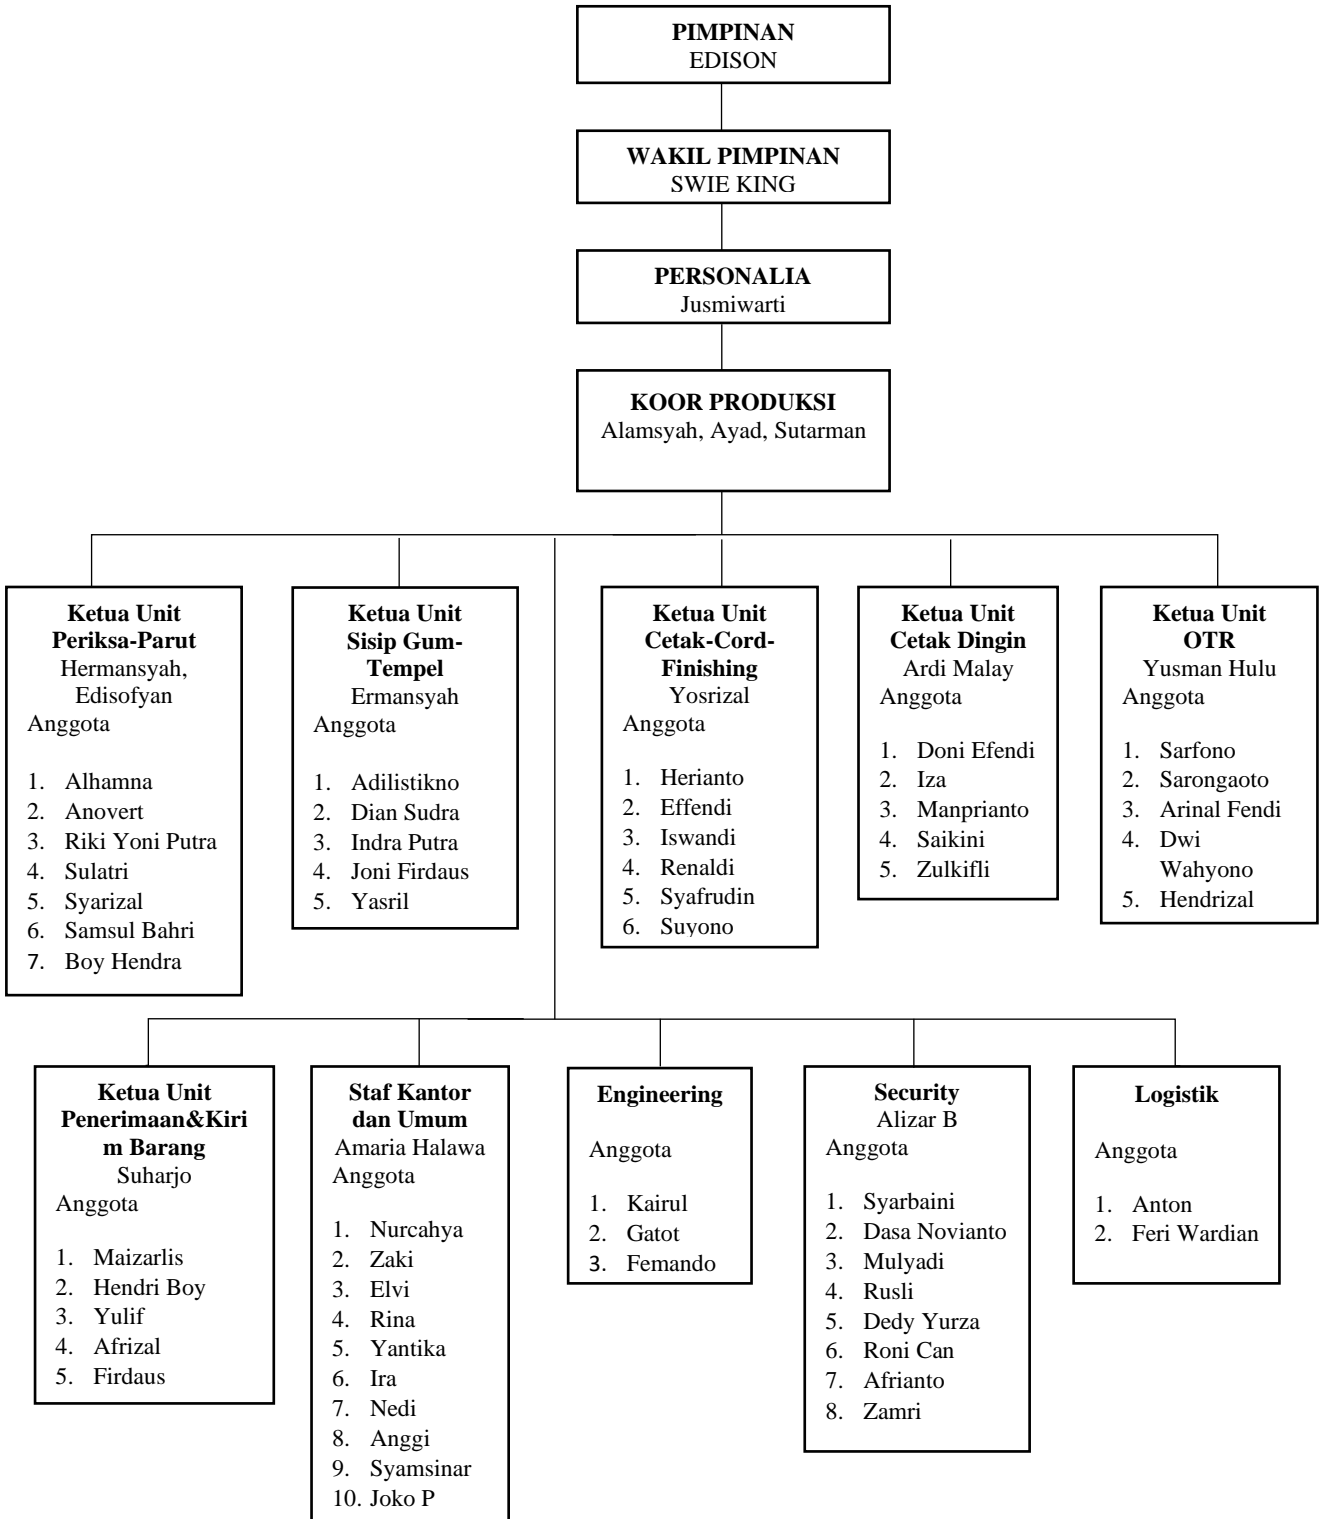 PIMPINAN
EDISON
WAKIL PIMPINAN
SWIE KING
PERSONALIA
Jusmiwarti
KOOR PRODUKSI
Alamsyah, Ayad, Sutarman
Ketua Unit
Periksa-Parut
Hermansyah,
Edisofyan
Anggota
1. Alhamna
2. Anovert
3. Riki Yoni Putra
4. Sulatri
5. Syarizal
6. Samsul Bahri
7. Boy Hendra
Ketua Unit
Sisip Gum-
Tempel
Ermansyah
Anggota
1. Adilistikno
2. Dian Sudra
3. Indra Putra
4. Joni Firdaus
5. Yasril
Ketua Unit
Cetak-Cord-
Finishing
Yosrizal
Anggota
1. Herianto
2. Effendi
3. Iswandi
4. Renaldi
5. Syafrudin
6. Suyono
Ketua Unit
Cetak Dingin
Ardi Malay
Anggota
1. Doni Efendi
2. Iza
3. Manprianto
4. Saikini
5. Zulkifli
Ketua Unit
OTR
Yusman Hulu
Anggota
1. Sarfono
2. Sarongaoto
3. Arinal Fendi
4. Dwi
Wahyono
5. Hendrizal
Ketua Unit
Penerimaan&Kiri
m Barang
Suharjo
Anggota
1. Maizarlis
2. Hendri Boy
3. Yulif
4. Afrizal
5. Firdaus
Staf Kantor
dan Umum
Amaria Halawa
Anggota
1. Nurcahya
2. Zaki
3. Elvi
4. Rina
5. Yantika
6. Ira
7. Nedi
8. Anggi
9. Syamsinar
10. Joko P
Engineering
Anggota
1. Kairul
2. Gatot
3. Femando
Security
Alizar B
Anggota
1. Syarbaini
2. Dasa Novianto
3. Mulyadi
4. Rusli
5. Dedy Yurza
6. Roni Can
7. Afrianto
8. Zamri
Logistik
Anggota
1. Anton
2. Feri Wardian